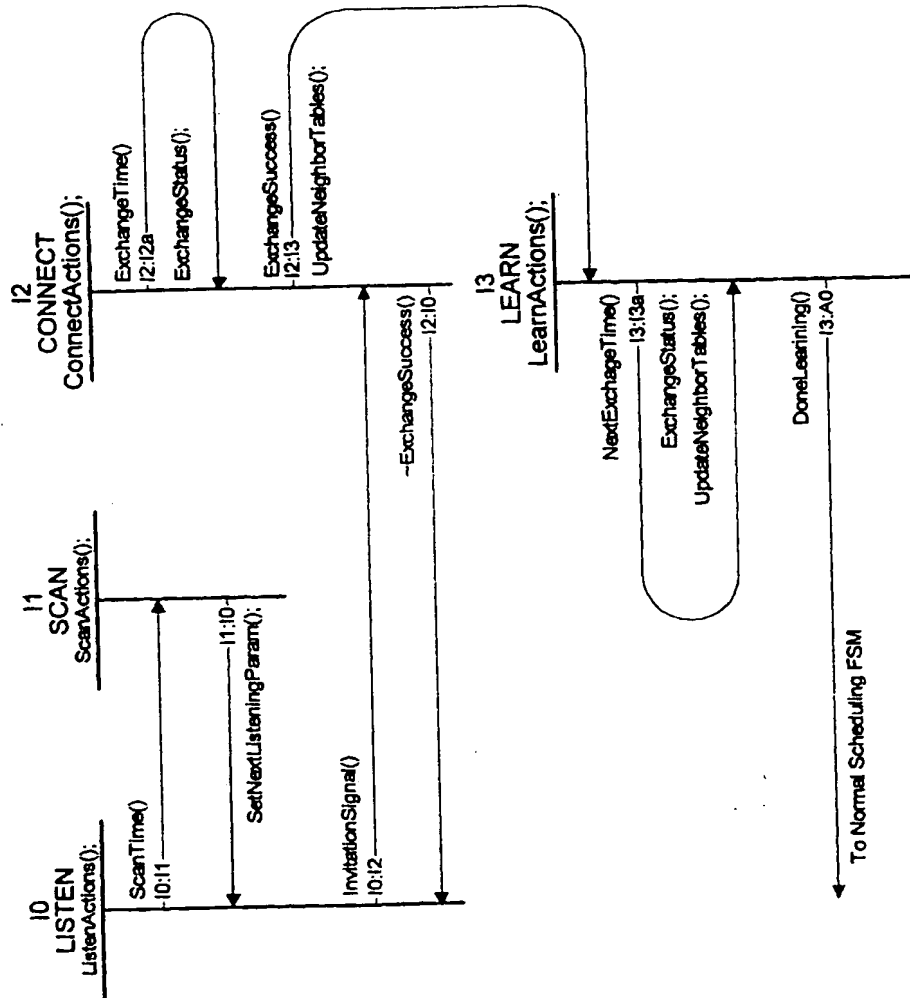 I0
LISTEN
ListenActions();
ScanTime()
I0:I1
I1:I0
SetNextListeningParam();
InvitationSignal()
I0:I2
I1
SCAN
ScanActions();
I2
CONNECT
ConnectActions();
ExchangeTime()
I2:I2a
ExchangeStatus();
ExchangeSuccess()
I2:I3
UpdateNeighborTables();
~ExchangeSuccess()
I2:I0
I3
LEARN
LearnActions();
NextExchageTime()
I3:I3a
ExchangeStatus();
UpdateNeighborTables();
DoneLearining()
I3:A0
To Normal Scheduling FSM